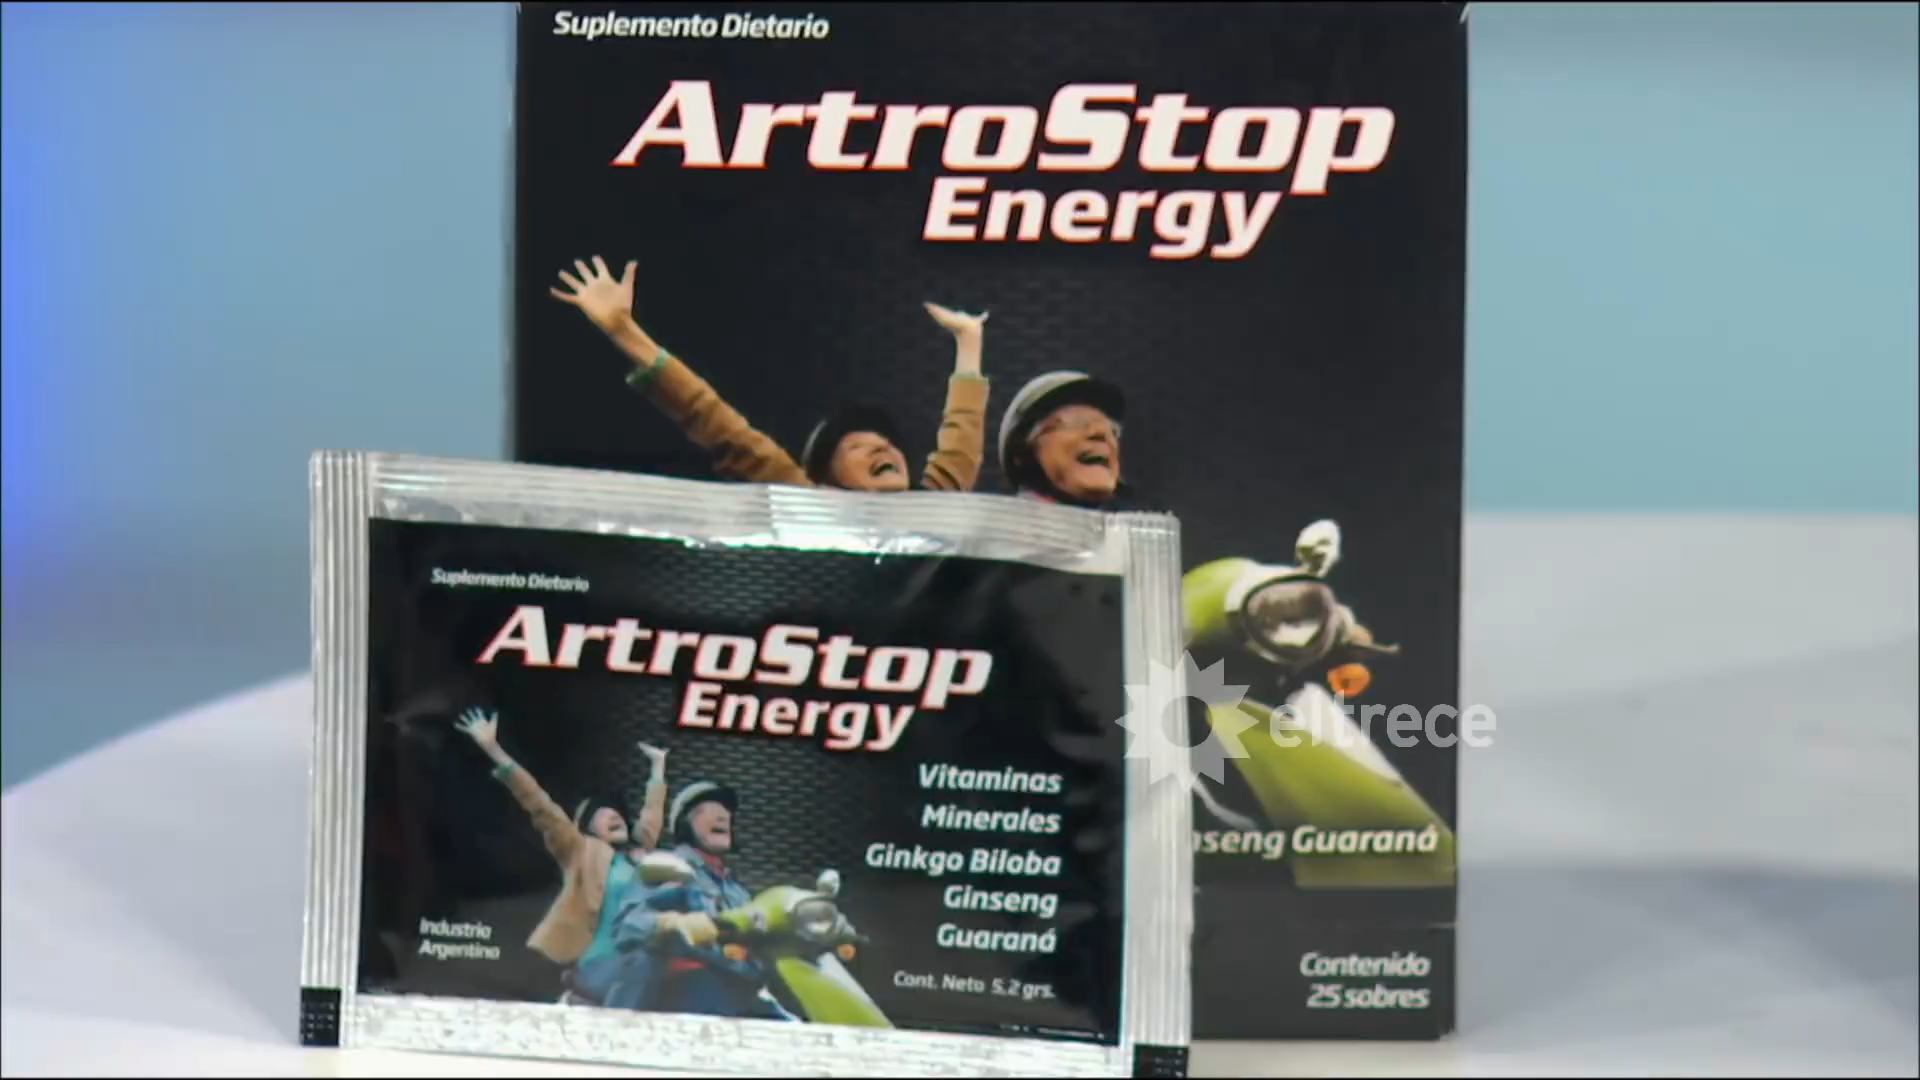 Suplemento Dietario
ArtroStop
Energy
Guaraná
Contenido
25 sobres
Suplemento Dietario
ArtroStop
Energy
Vitaminas
Minerales
Ginkgo Biloba
Ginseng
Guaraná
Industria
Argentina
Cont. Neto 5,2 grs.
eltrece